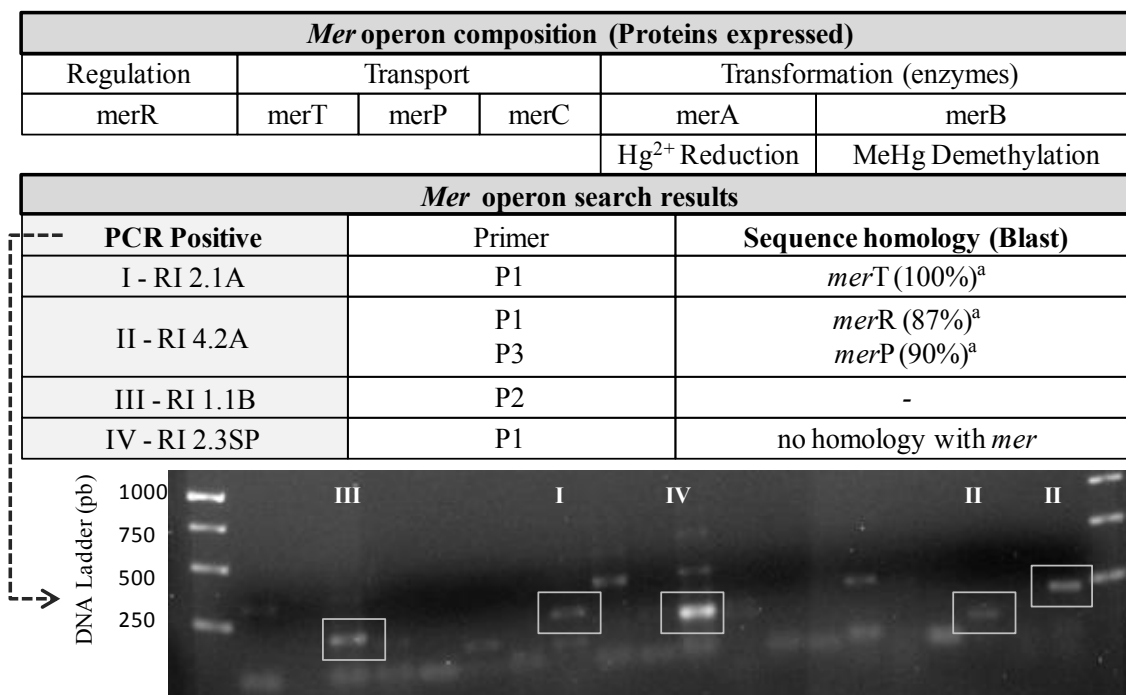 Mer operon composition (Proteins expressed)
Regulation Transport Transformation (enzymes)
merR merT merP merC merA merB
Hg²⁺ Reduction MeHg Demethylation
Mer operon search results
PCR Positive Primer Sequence homology (Blast)
I - RI 2.1A P1 merT (100%)ᵃ
II - RI 4.2A P1 merR (87%)ᵃ
P3 merP (90%)ᵃ
III - RI 1.1B P2 -
IV - RI 2.3SP P1 no homology with mer
DNA Ladder (pb)
1000 III I IV II II
750
500
250